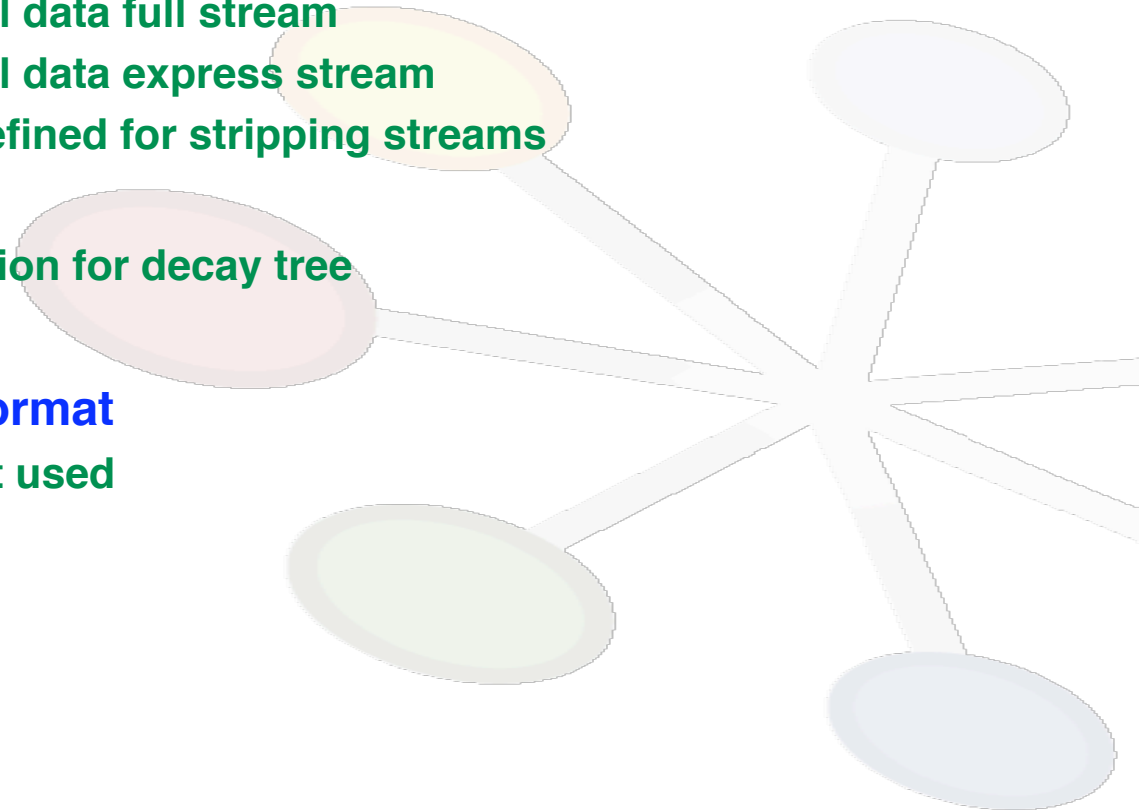 l data full stream
l data express stream
efined for stripping streams
ion for decay tree
ormat
t used